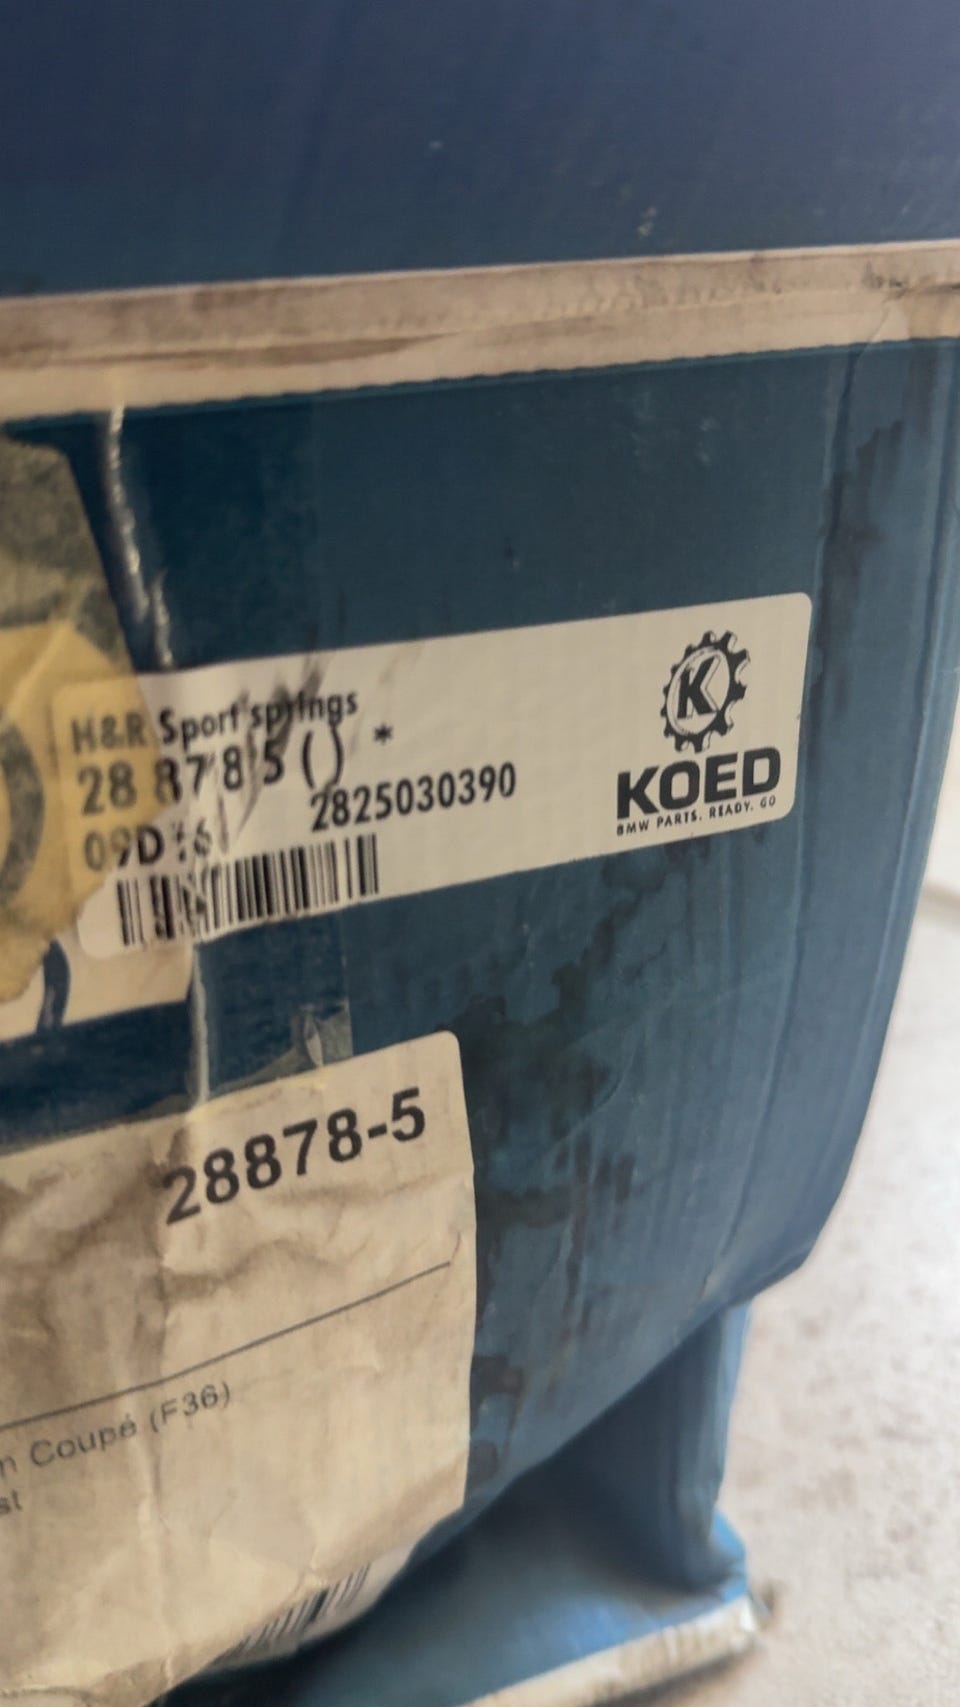 H&R Sport springs
28 878 5 () *
2825030390
K
KOED
BMW PARTS. READY. GO
28878-5
Coupé (F36)